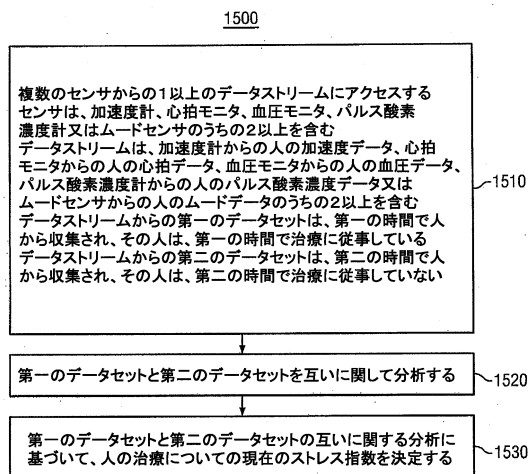 1500
複数のセンサからの1以上のデータストリームにアクセスする
センサは、加速度計、心拍モニタ、血圧モニタ、パルス酸素
濃度計又はムードセンサのうちの2以上を含む
データストリームは、加速度計からの人の加速度データ、心拍
モニタからの人の心拍データ、血圧モニタからの人の血圧データ、
パルス酸素濃度計からの人のパルス酸素濃度データ又は
ムードセンサからの人のムードデータのうちの2以上を含む
データストリームからの第一のデータセットは、第一の時間で人
から収集され、その人は、第一の時間で治療に従事している
データストリームからの第二のデータセットは、第二の時間で人
から収集され、その人は、第二の時間で治療に従事していない
1510
第一のデータセットと第二のデータセットを互いに関して分析する
1520
第一のデータセットと第二のデータセットの互いに関する分析に
基づいて、人の治療についての現在のストレス指数を決定する
1530